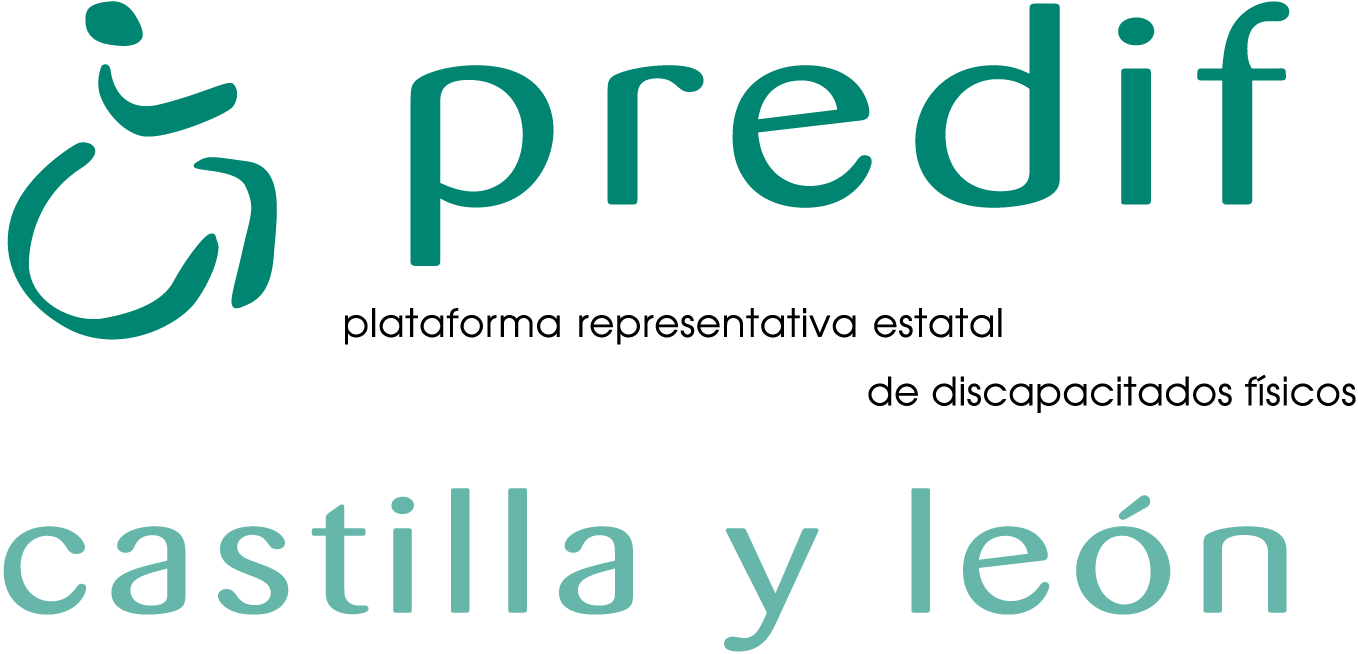 predif
plataforma representativa estatal
de discapacitados físicos
castilla y león